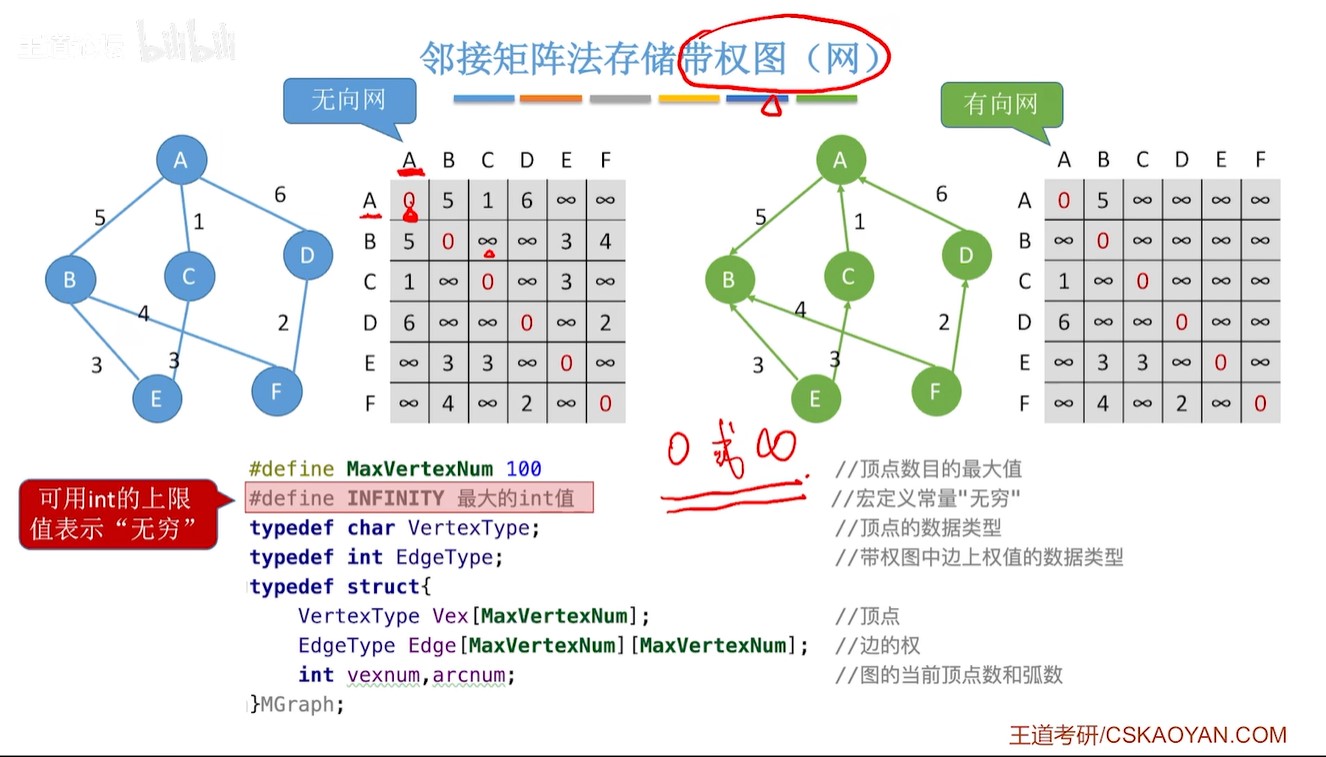 王道论坛 bilibili
邻接矩阵法存储带权图（网）
无向网
有向网
A
5
1
6
B
C
D
4
2
3
3
E
F
A B C D E F
A 0 5 1 6 ∞ ∞
B 5 0 ∞ ∞ 3 4
C 1 ∞ 0 ∞ 3 ∞
D 6 ∞ ∞ 0 ∞ 2
E ∞ 3 3 ∞ 0 ∞
F ∞ 4 ∞ 2 ∞ 0
A
5
1
6
B
C
D
4
2
3
3
E
F
A B C D E F
A 0 5 ∞ ∞ ∞ ∞
B ∞ 0 ∞ ∞ ∞ ∞
C 1 ∞ 0 ∞ ∞ ∞
D 6 ∞ ∞ 0 ∞ ∞
E ∞ 3 3 ∞ 0 ∞
F ∞ 4 ∞ 2 ∞ 0
0 或 ∞
可用int的上限
值表示“无穷”
#define MaxVertexNum 100 //顶点数目的最大值
#define INFINITY 最大的int值 //宏定义常量"无穷"
typedef char VertexType; //顶点的数据类型
typedef int EdgeType; //带权图中边上权值的数据类型
typedef struct{
VertexType Vex[MaxVertexNum]; //顶点
EdgeType Edge[MaxVertexNum][MaxVertexNum]; //边的权
int vexnum,arcnum; //图的当前顶点数和弧数
}MGraph;
王道考研/CSKAOYAN.COM